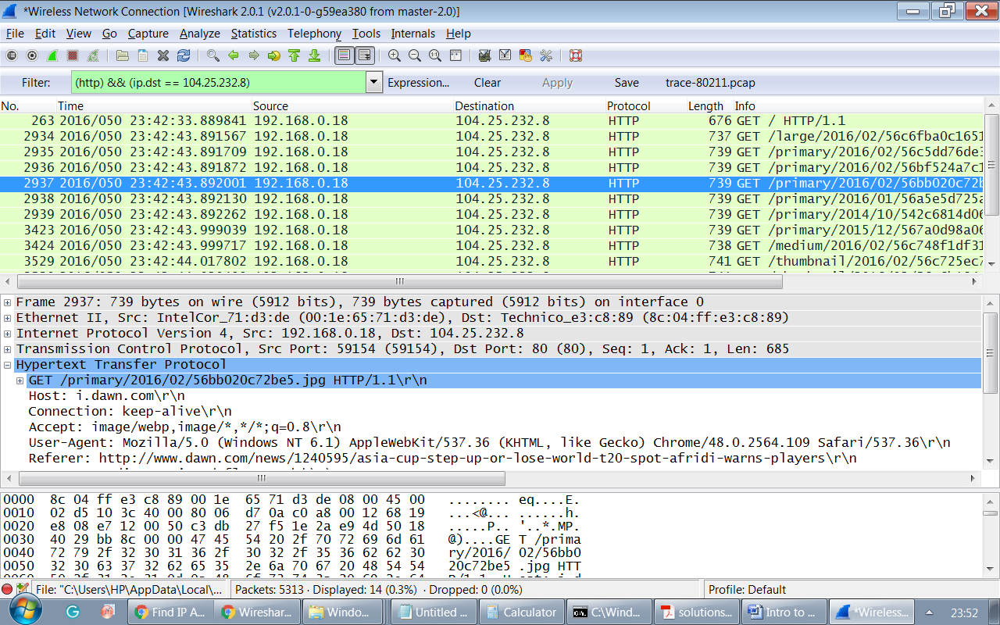 *Wireless Network Connection [Wireshark 2.0.1 (v2.0.1-0-g59ea380 from master-2.0)]
File Edit View Go Capture Analyze Statistics Telephony Tools Internals Help
Filter: (http) && (ip.dst == 104.25.232.8) Expression... Clear Apply Save trace-80211.pcap
No. Time Source Destination Protocol Length Info
263 2016/050 23:42:33.889841 192.168.0.18 104.25.232.8 HTTP 676 GET / HTTP/1.1
2934 2016/050 23:42:43.891567 192.168.0.18 104.25.232.8 HTTP 737 GET /large/2016/02/56c6fba0c1651
2935 2016/050 23:42:43.891709 192.168.0.18 104.25.232.8 HTTP 739 GET /primary/2016/02/56c5dd76de3
2936 2016/050 23:42:43.891872 192.168.0.18 104.25.232.8 HTTP 739 GET /primary/2016/02/56bf524a7c1
2937 2016/050 23:42:43.892001 192.168.0.18 104.25.232.8 HTTP 739 GET /primary/2016/02/56bb020c72b
2938 2016/050 23:42:43.892130 192.168.0.18 104.25.232.8 HTTP 739 GET /primary/2016/01/56a5e5d725a
2939 2016/050 23:42:43.892262 192.168.0.18 104.25.232.8 HTTP 739 GET /primary/2014/10/542c6814d06
3423 2016/050 23:42:43.999039 192.168.0.18 104.25.232.8 HTTP 739 GET /primary/2015/12/567a0d98a06
3424 2016/050 23:42:43.999717 192.168.0.18 104.25.232.8 HTTP 738 GET /medium/2016/02/56c748f1df31
3529 2016/050 23:42:44.017802 192.168.0.18 104.25.232.8 HTTP 741 GET /thumbnail/2016/02/56c725ec7
Frame 2937: 739 bytes on wire (5912 bits), 739 bytes captured (5912 bits) on interface 0
Ethernet II, Src: IntelCor_71:d3:de (00:1e:65:71:d3:de), Dst: Technico_e3:c8:89 (8c:04:ff:e3:c8:89)
Internet Protocol Version 4, Src: 192.168.0.18, Dst: 104.25.232.8
Transmission Control Protocol, Src Port: 59154 (59154), Dst Port: 80 (80), Seq: 1, Ack: 1, Len: 685
Hypertext Transfer Protocol
GET /primary/2016/02/56bb020c72be5.jpg HTTP/1.1\r\n
Host: i.dawn.com\r\n
Connection: keep-alive\r\n
Accept: image/webp,image/*,*/*;q=0.8\r\n
User-Agent: Mozilla/5.0 (Windows NT 6.1) AppleWebKit/537.36 (KHTML, like Gecko) Chrome/48.0.2564.109 Safari/537.36\r\n
Referer: http://www.dawn.com/news/1240595/asia-cup-step-up-or-lose-world-t20-spot-afridi-warns-players\r\n
0000 8c 04 ff e3 c8 89 00 1e 65 71 d3 de 08 00 45 00 ........ eq....E.
0010 02 d5 10 3c 40 00 80 06 d7 0a c0 a8 00 12 68 19 ...<@... ......h.
0020 e8 08 e7 12 00 50 c3 db 27 f5 1e 2a e9 4d 50 18 .....P.. '..*.MP.
0030 40 29 bb 8c 00 00 47 45 54 20 2f 70 72 69 6d 61 @)....GE T /prima
0040 72 79 2f 32 30 31 36 2f 30 32 2f 35 36 62 62 30 ry/2016/ 02/56bb0
0050 32 30 63 37 32 62 65 35 2e 6a 70 67 20 48 54 54 20c72be5 .jpg HTT
File: "C:\Users\HP\AppData\Local\... Packets: 5313 · Displayed: 14 (0.3%) · Dropped: 0 (0.0%) Profile: Default
Find IP A... Wireshar... Windo... Untitled ... Calculator C:\Wind... solutions... Intro to ... *Wireless... 23:52